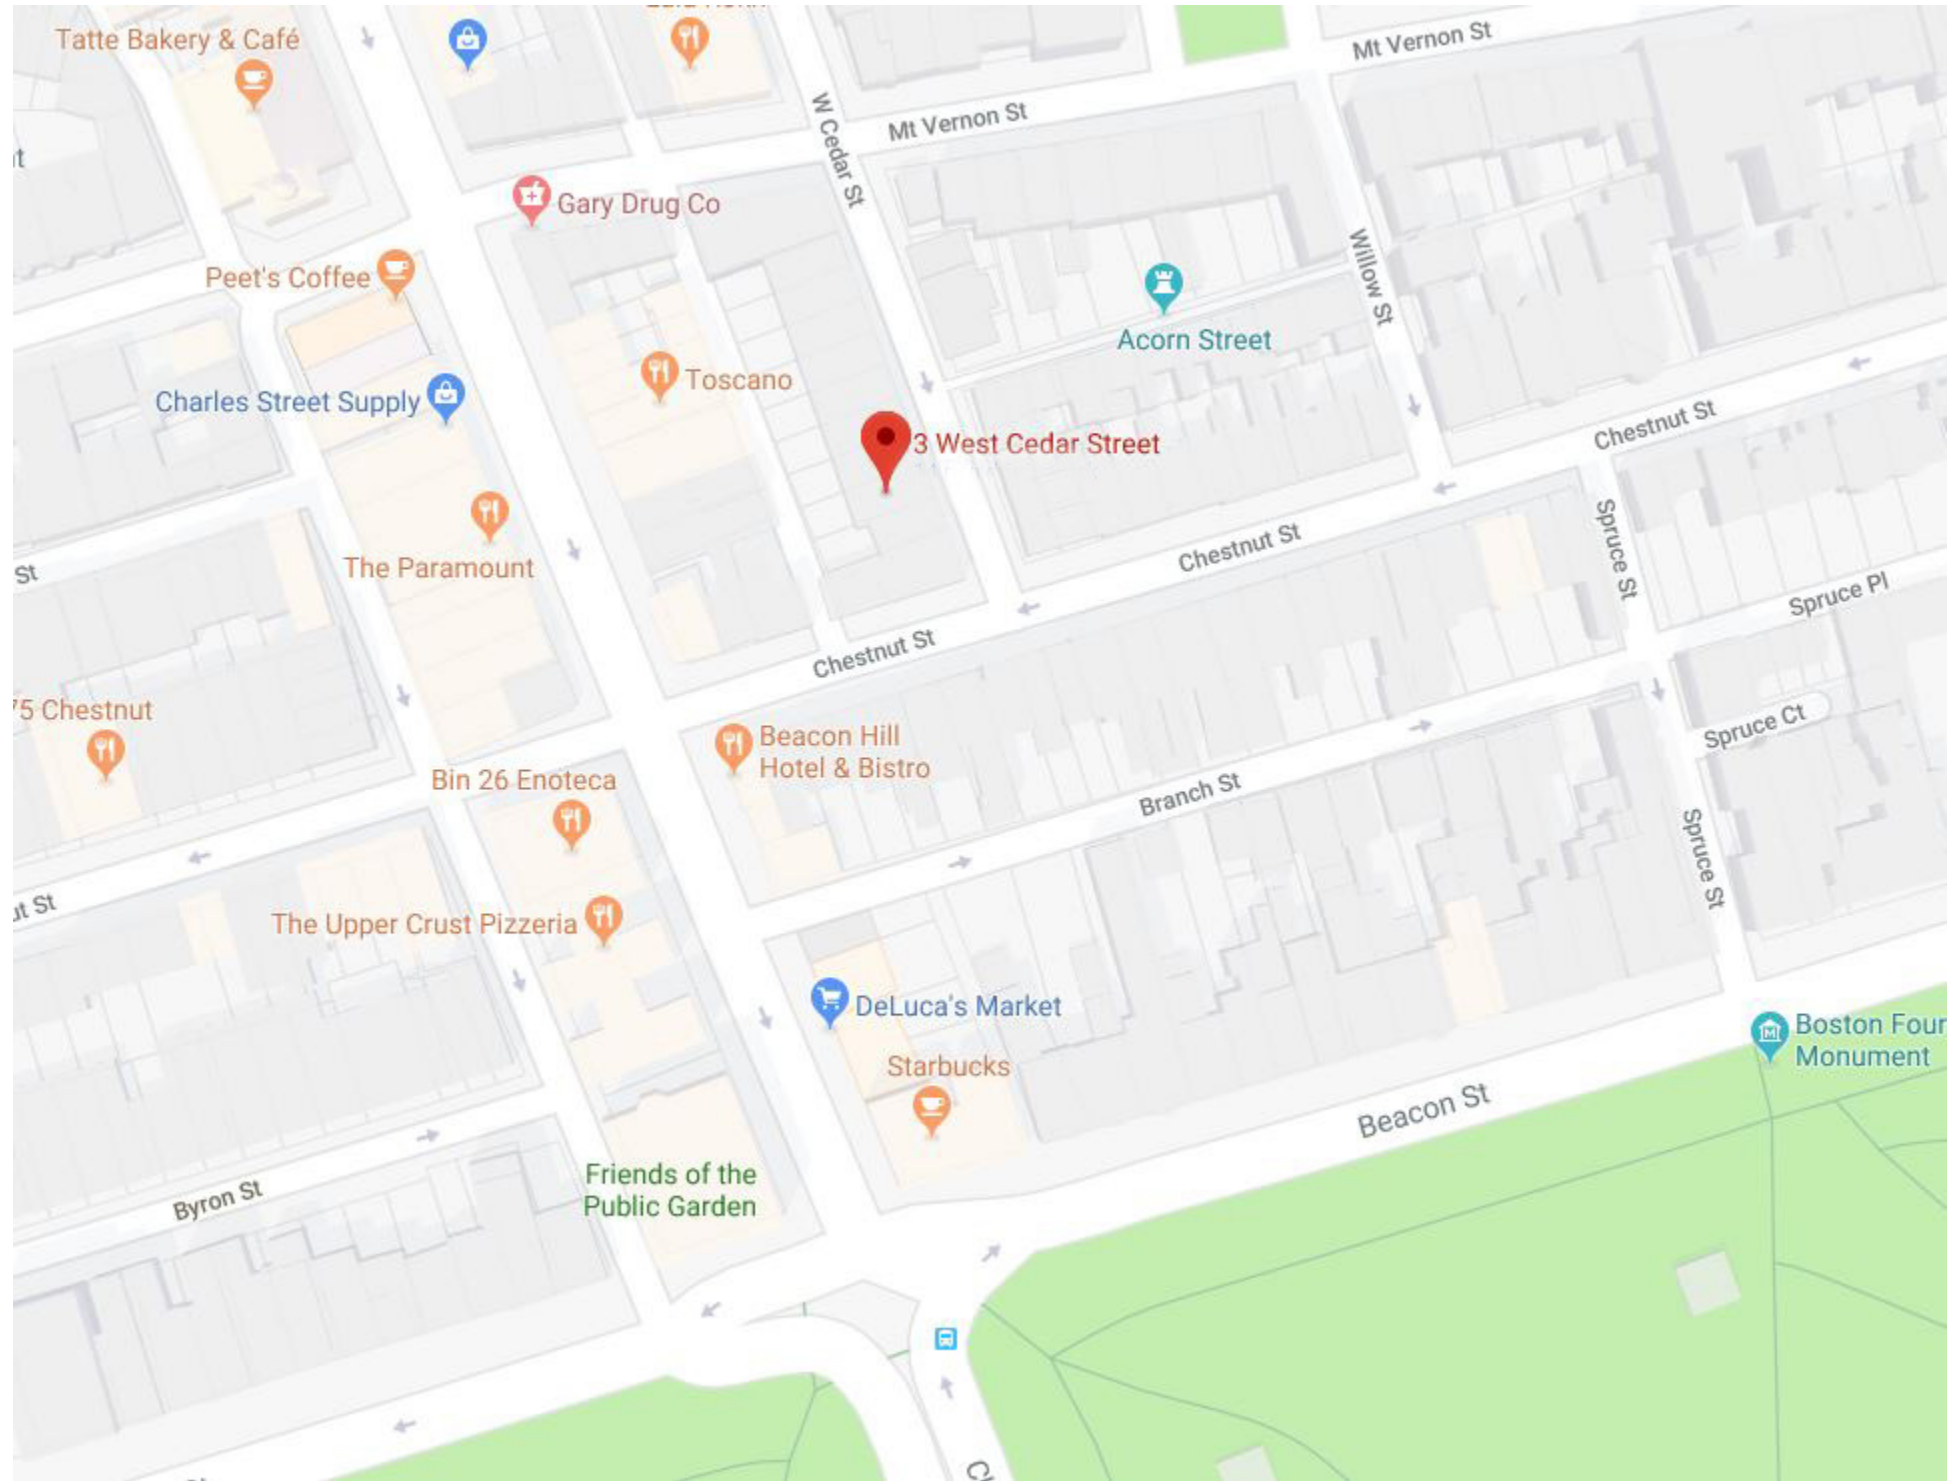 Tatte Bakery & Café
Mt Vernon St
Mt Vernon St
W Cedar St
Gary Drug Co
Peet's Coffee
Willow St
Acorn Street
Toscano
Charles Street Supply
3 West Cedar Street
Chestnut St
Chestnut St
Spruce St
The Paramount
St
Spruce Pl
Chestnut St
75 Chestnut
Spruce Ct
Beacon Hill
Hotel & Bistro
Bin 26 Enoteca
Branch St
Spruce St
St
The Upper Crust Pizzeria
DeLuca's Market
Boston Four
Monument
Starbucks
Beacon St
Friends of the
Public Garden
Byron St